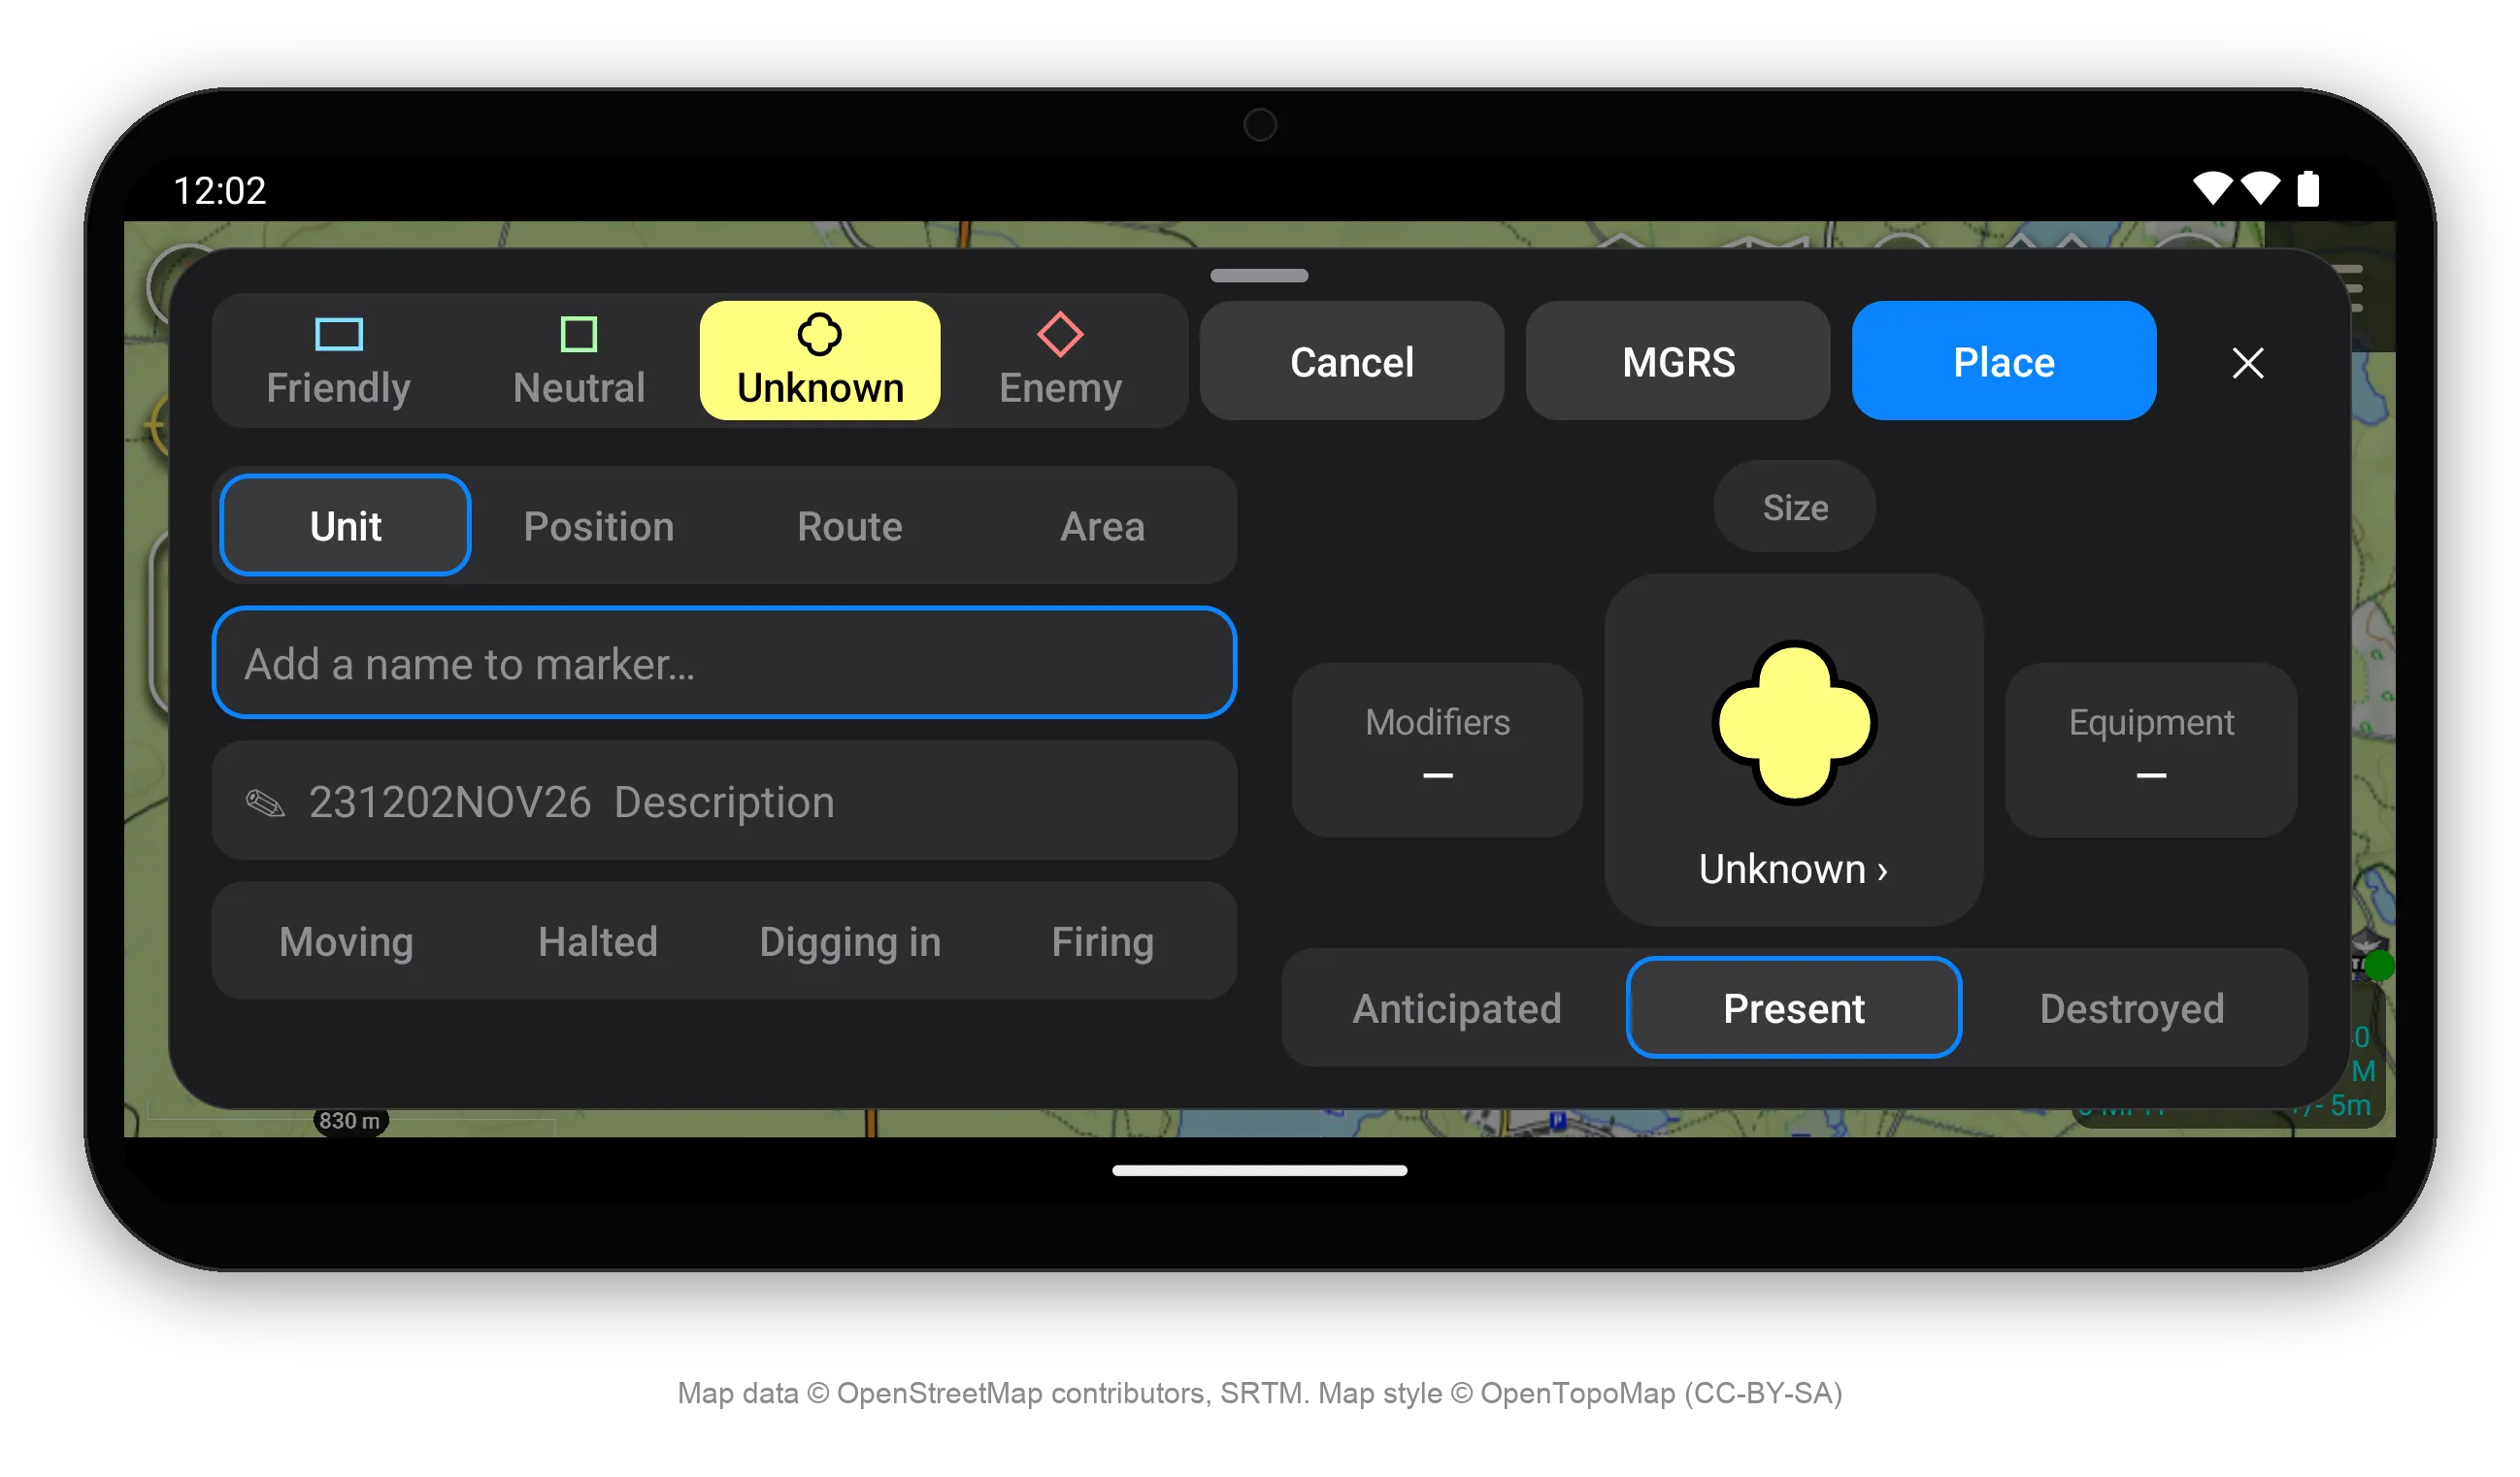 12:02
Friendly
Neutral
Unknown
Enemy
Cancel
MGRS
Place
Unit
Position
Route
Area
Size
Add a name to marker...
Modifiers
–
Equipment
–
231202NOV26 Description
Unknown ›
Moving
Halted
Digging in
Firing
Anticipated
Present
Destroyed
M
830 m
5m
Map data © OpenStreetMap contributors, SRTM. Map style © OpenTopoMap (CC-BY-SA)